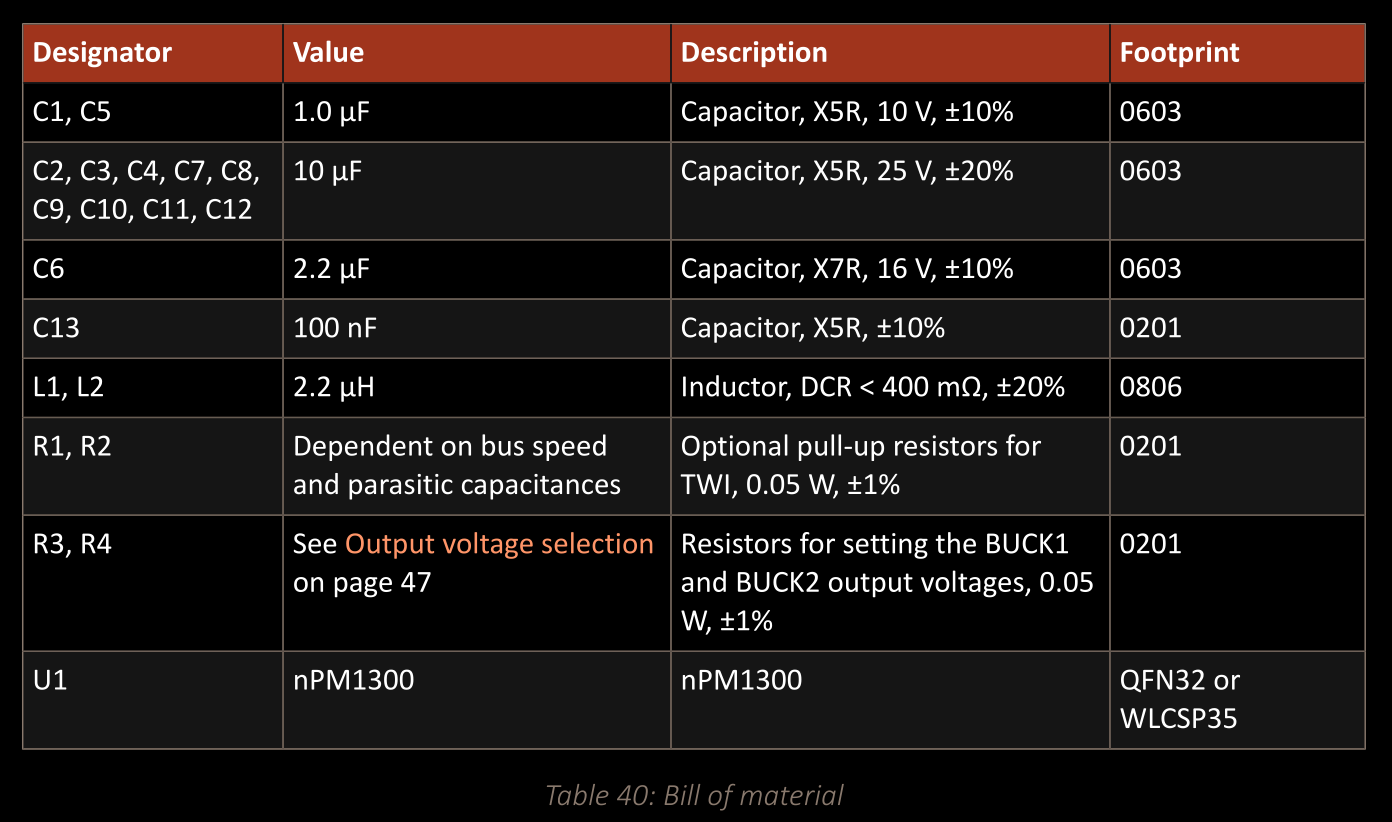 Designator Value Description Footprint
C1, C5 1.0 µF Capacitor, X5R, 10 V, ±10% 0603
C2, C3, C4, C7, C8, 10 µF Capacitor, X5R, 25 V, ±20% 0603
C9, C10, C11, C12
C6 2.2 µF Capacitor, X7R, 16 V, ±10% 0603
C13 100 nF Capacitor, X5R, ±10% 0201
L1, L2 2.2 µH Inductor, DCR < 400 mΩ, ±20% 0806
R1, R2 Dependent on bus speed Optional pull-up resistors for 0201
and parasitic capacitances TWI, 0.05 W, ±1%
R3, R4 See Output voltage selection Resistors for setting the BUCK1 0201
on page 47 and BUCK2 output voltages, 0.05
W, ±1%
U1 nPM1300 nPM1300 QFN32 or
WLCSP35
Table 40: Bill of material